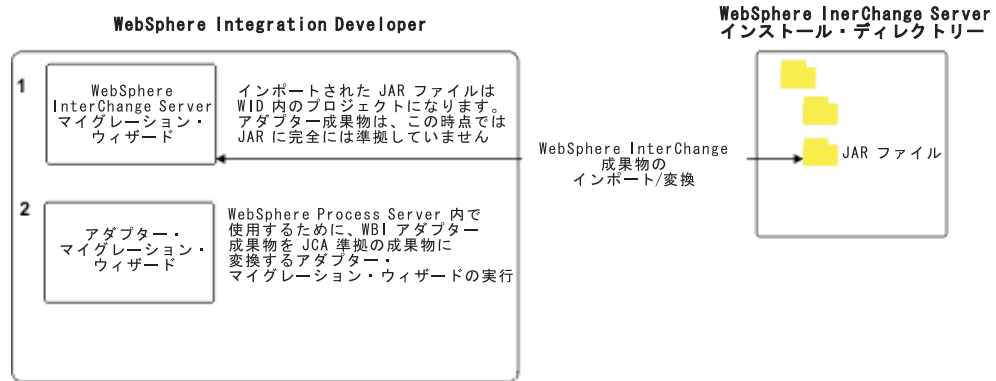 WebSphere Integration Developer
WebSphere InerChange Server
インストール・ディレクトリー
1
WebSphere
InterChange Server
マイグレーション・
ウィザード
インポートされた JAR ファイルは
WID 内のプロジェクトになります。
アダプター成果物は、この時点では
JAR に完全には準拠していません
WebSphere InterChange
成果物の
インポート/変換
JAR ファイル
2
アダプター・
マイグレーション・
ウィザード
WebSphere Process Server 内で
使用するために、WBI アダプター
成果物を JCA 準拠の成果物に
変換するアダプター・
マイグレーション・ウィザードの実行